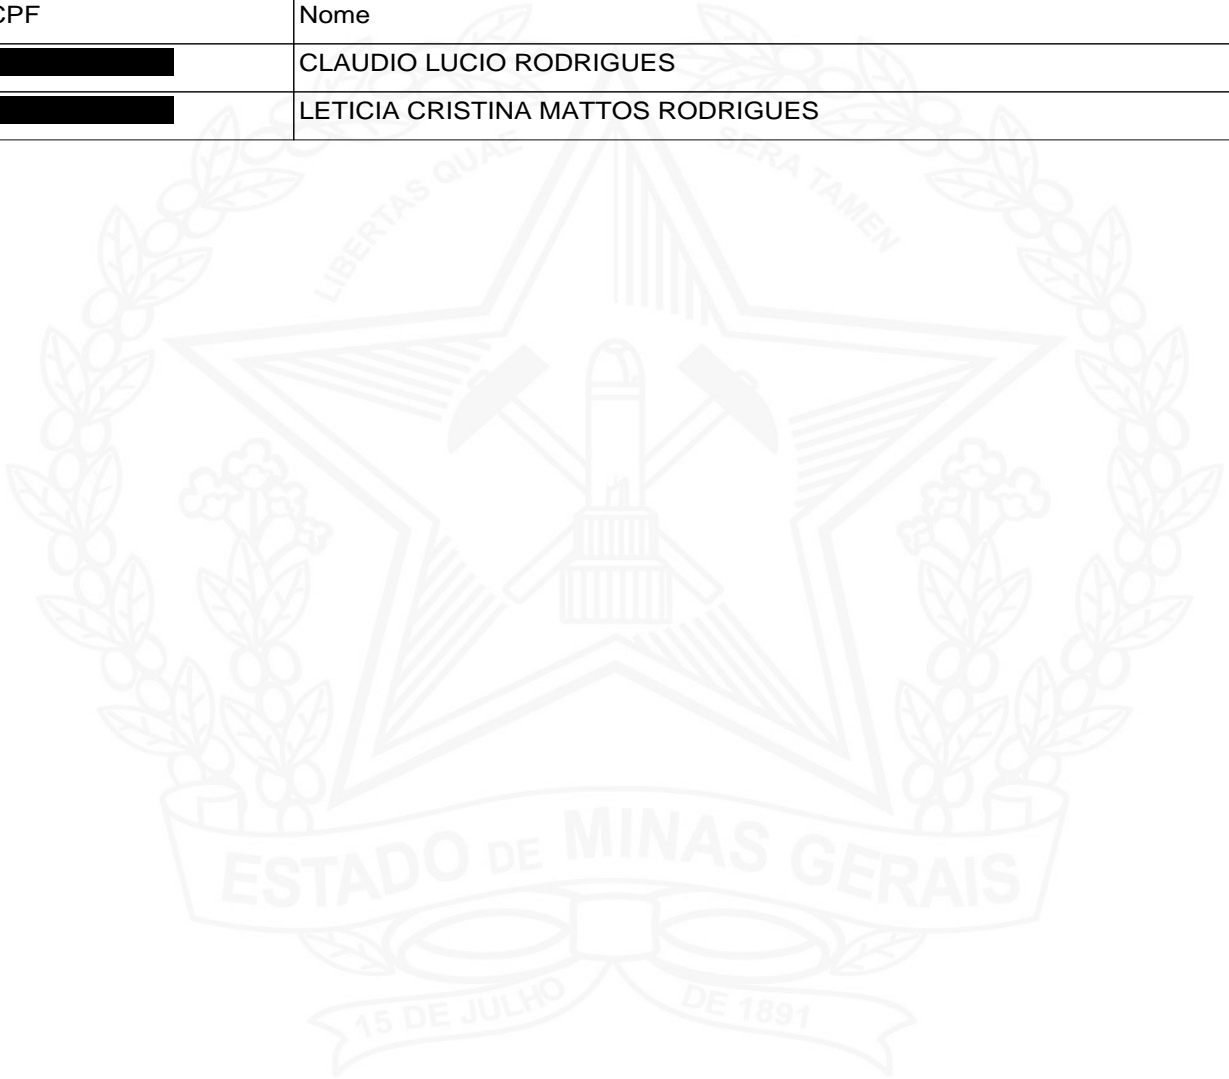 CPF Nome
CLAUDIO LUCIO RODRIGUES
LETICIA CRISTINA MATTOS RODRIGUES
LIBERTAS QUAE SERA TAMEN
ESTADO DE MINAS GERAIS
15 DE JULHO DE 1891